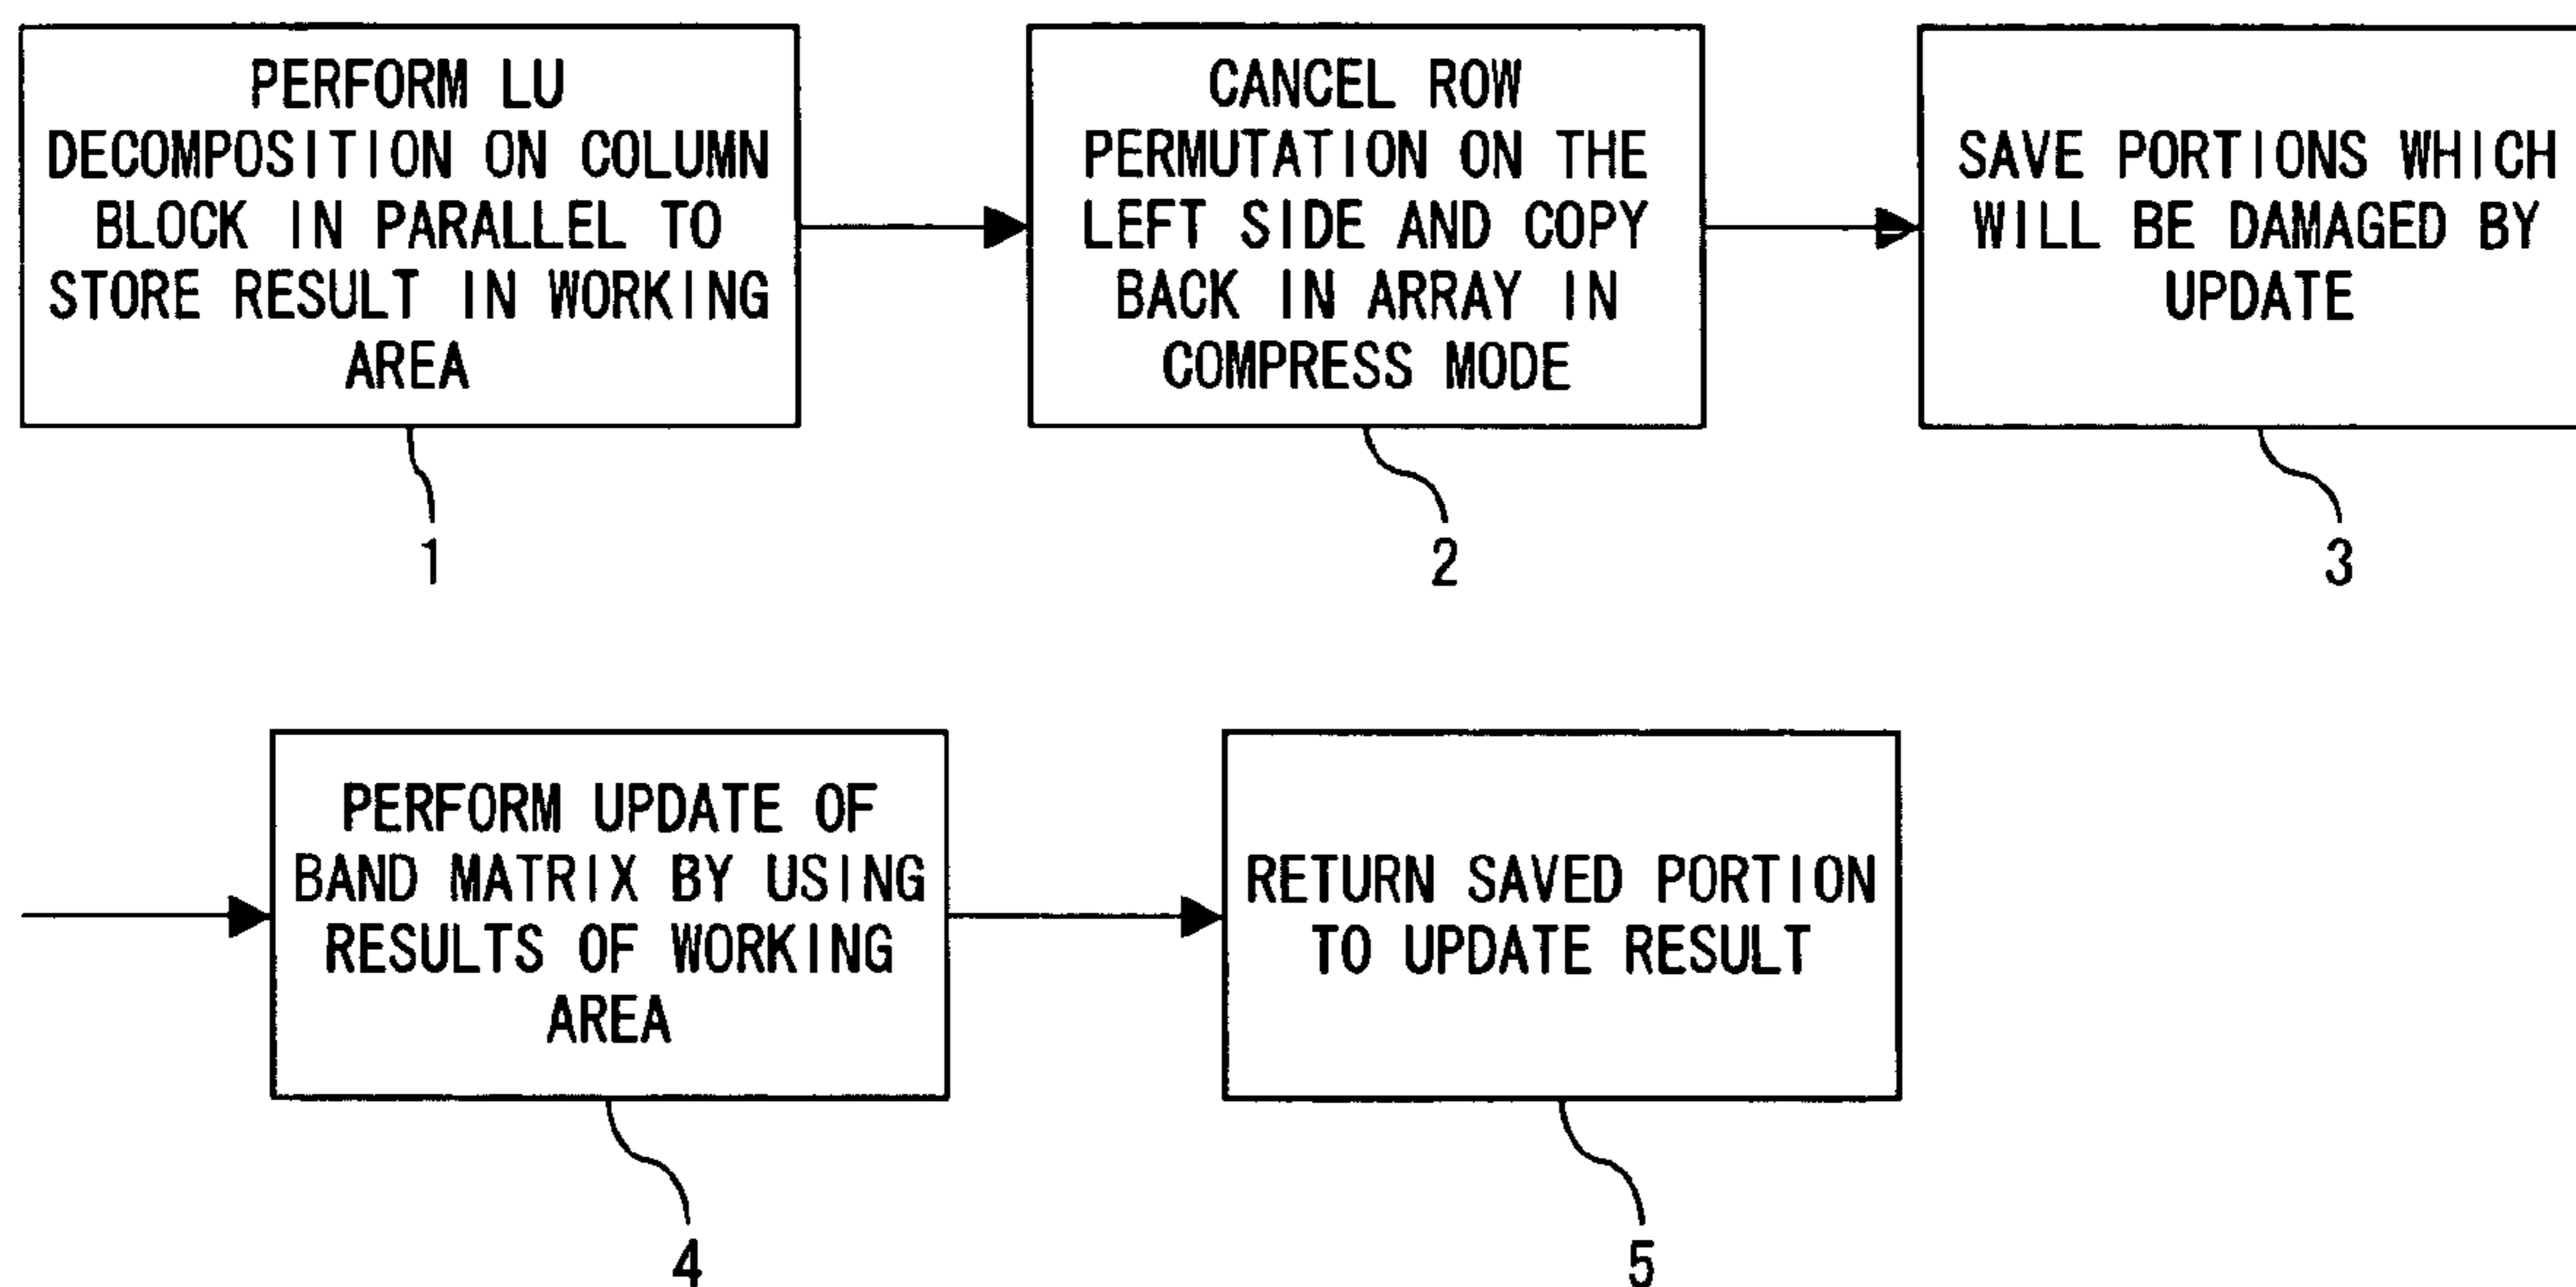 PERFORM LU
DECOMPOSITION ON COLUMN
BLOCK IN PARALLEL TO
STORE RESULT IN WORKING
AREA
1
CANCEL ROW
PERMUTATION ON THE
LEFT SIDE AND COPY
BACK IN ARRAY IN
COMPRESS MODE
2
SAVE PORTIONS WHICH
WILL BE DAMAGED BY
UPDATE
3
PERFORM UPDATE OF
BAND MATRIX BY USING
RESULTS OF WORKING
AREA
4
RETURN SAVED PORTION
TO UPDATE RESULT
5